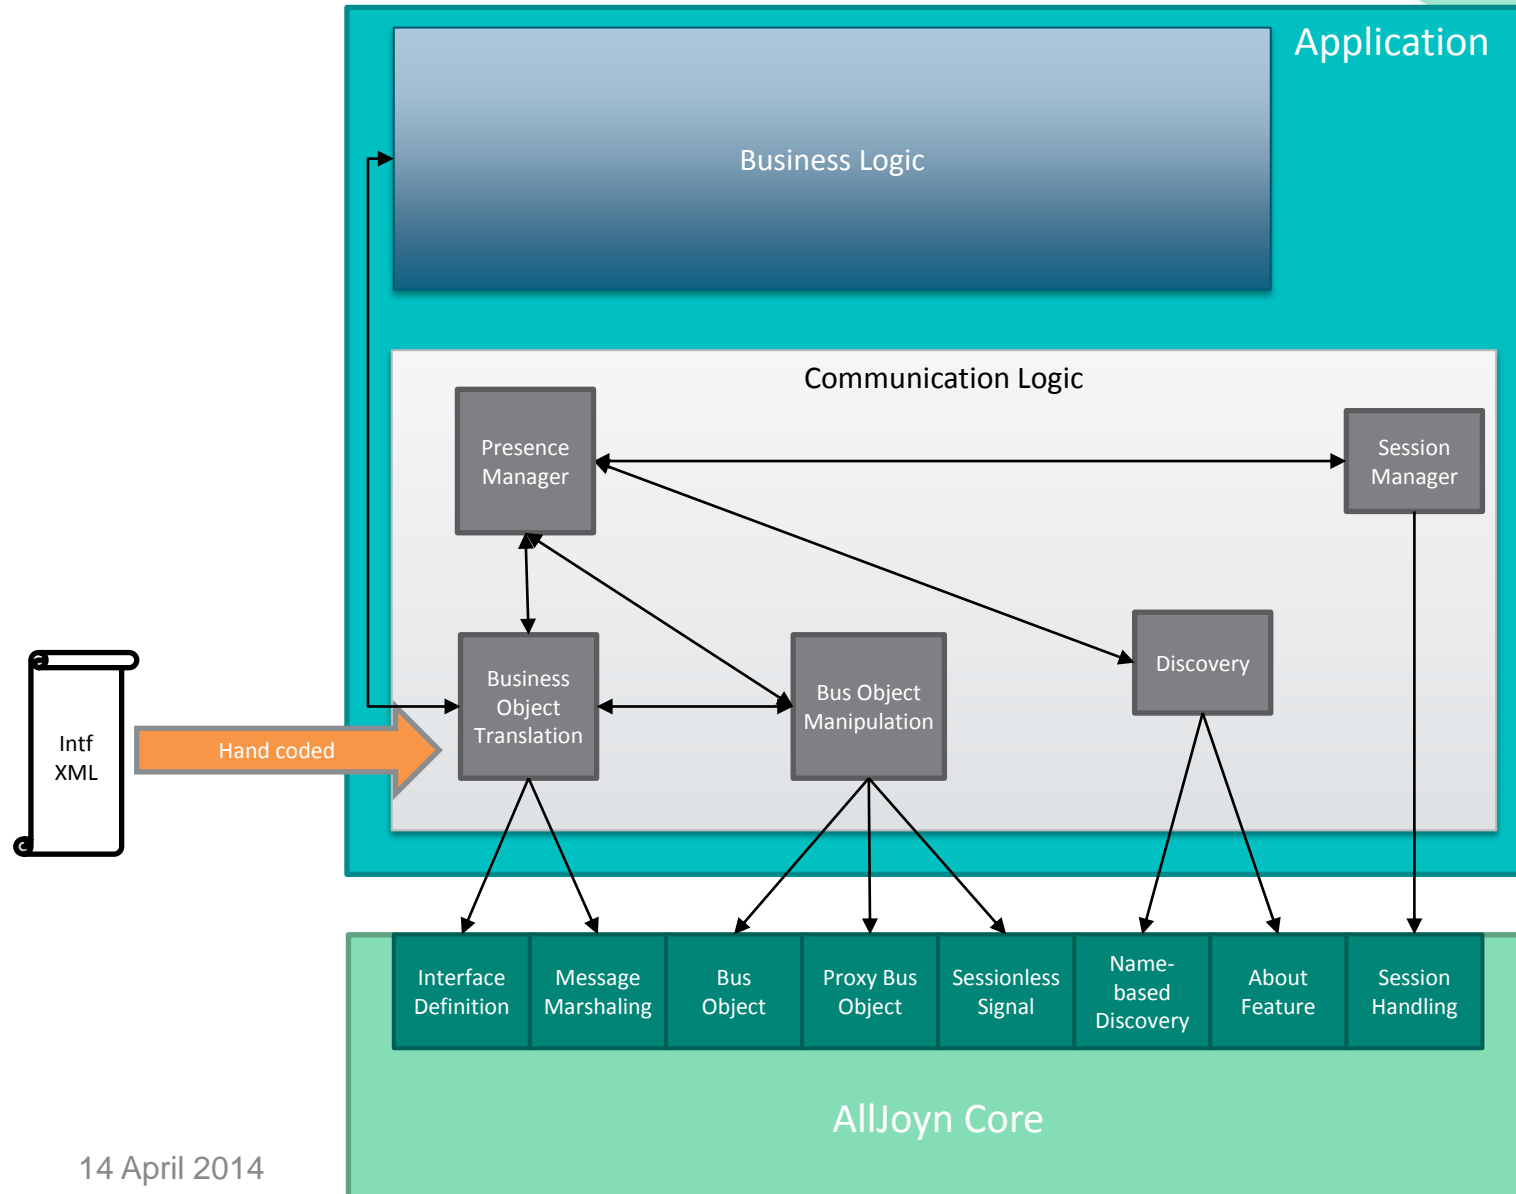 Application
Business Logic
Communication Logic
Presence
Manager
Session
Manager
Business
Object
Translation
Bus Object
Manipulation
Discovery
Intf
XML
Hand coded
Interface
Definition
Message
Marshaling
Bus
Object
Proxy Bus
Object
Sessionless
Signal
Name-
based
Discovery
About
Feature
Session
Handling
AllJoyn Core
14 April 2014